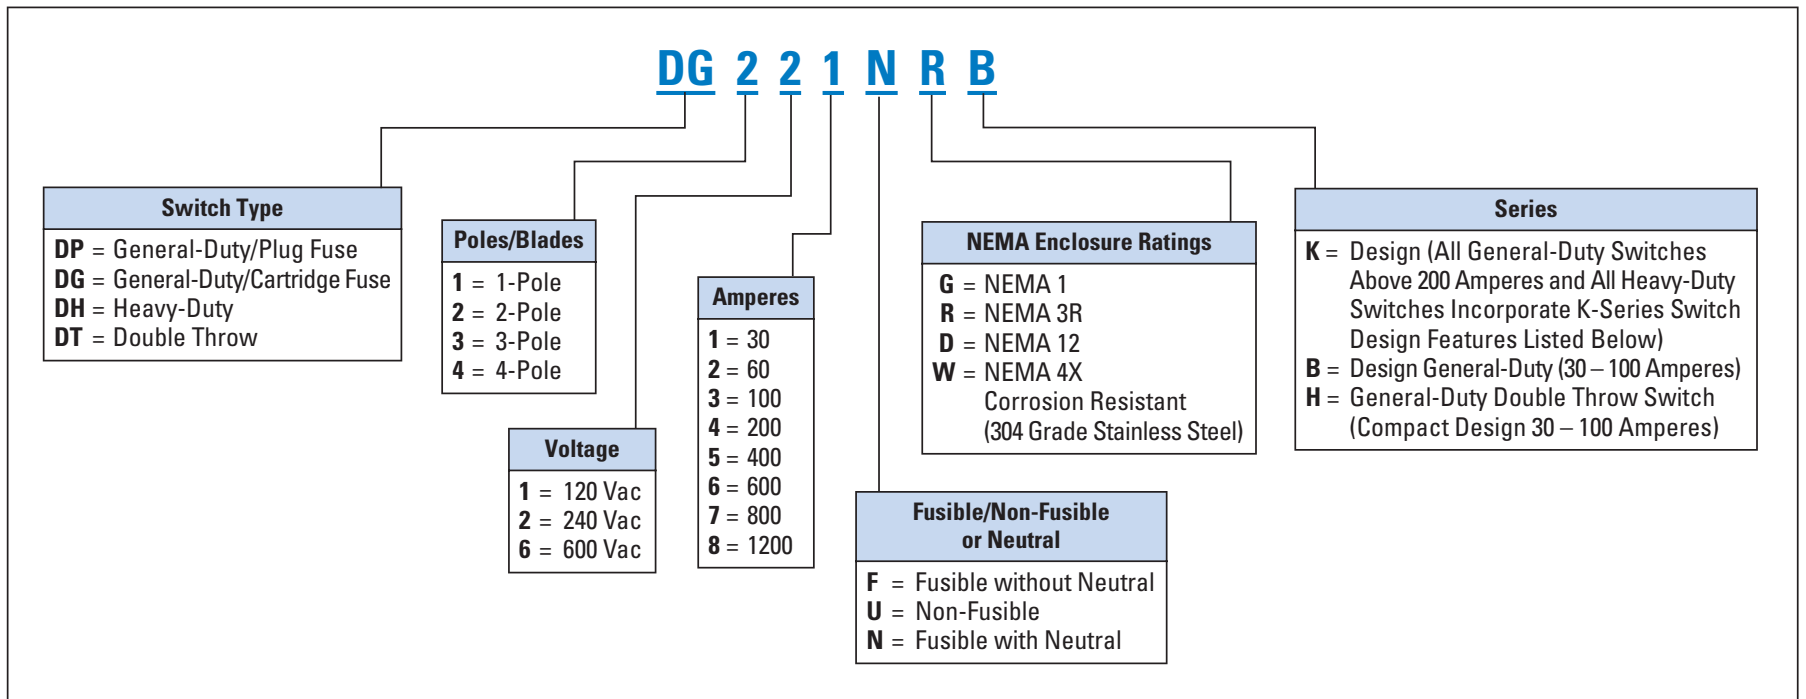 DG 2 2 1 N R B
Switch Type
DP = General-Duty/Plug Fuse
DG = General-Duty/Cartridge Fuse
DH = Heavy-Duty
DT = Double Throw
Poles/Blades
1 = 1-Pole
2 = 2-Pole
3 = 3-Pole
4 = 4-Pole
Voltage
1 = 120 Vac
2 = 240 Vac
6 = 600 Vac
Amperes
1 = 30
2 = 60
3 = 100
4 = 200
5 = 400
6 = 600
7 = 800
8 = 1200
Fusible/Non-Fusible
or Neutral
F = Fusible without Neutral
U = Non-Fusible
N = Fusible with Neutral
NEMA Enclosure Ratings
G = NEMA 1
R = NEMA 3R
D = NEMA 12
W = NEMA 4X
Corrosion Resistant
(304 Grade Stainless Steel)
Series
K = Design (All General-Duty Switches
Above 200 Amperes and All Heavy-Duty
Switches Incorporate K-Series Switch
Design Features Listed Below)
B = Design General-Duty (30 – 100 Amperes)
H = General-Duty Double Throw Switch
(Compact Design 30 – 100 Amperes)